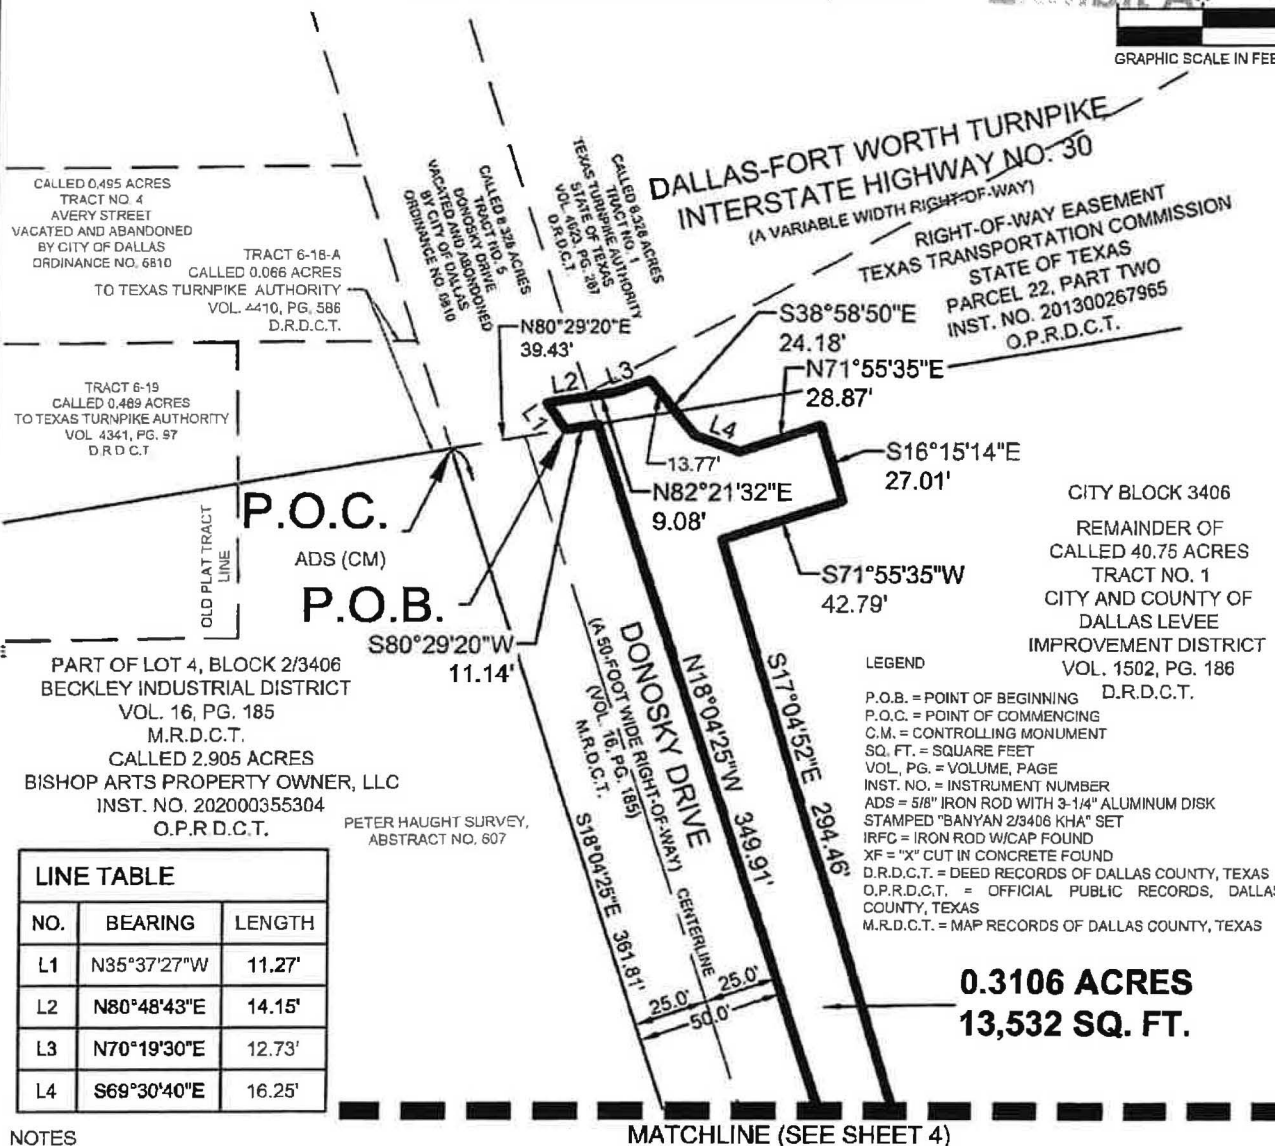 GRAPHIC SCALE IN FEE
DALLAS-FORT WORTH TURNPIKE
INTERSTATE HIGHWAY NO. 30
(A VARIABLE WIDTH RIGHT-OF-WAY)
RIGHT-OF-WAY EASEMENT
TEXAS TRANSPORTATION COMMISSION
STATE OF TEXAS
PARCEL 22, PART TWO
INST. NO. 201300267965
O.P.R.D.C.T.
CALLED 0.495 ACRES
TRACT NO. 4
AVERY STREET
VACATED AND ABANDONED
BY CITY OF DALLAS
ORDINANCE NO. 6810
TRACT 6-18-A
CALLED 0.066 ACRES
TO TEXAS TURNPIKE AUTHORITY
VOL. 4410, PG. 586
D.R.D.C.T.
CALLED 8.328 ACRES
TRACT NO. 5
DONOSKY DRIVE
VACATED AND ABONDONED
BY CITY OF DALLAS
ORDINANCE NO. 6810
CALLED 8.328 ACRES
TRACT NO. 1
TEXAS TURNPIKE AUTHORITY
STATE OF TEXAS
VOL. 4623, PG. 287
D.R.D.C.T.
TRACT 6-19
CALLED 0.489 ACRES
TO TEXAS TURNPIKE AUTHORITY
VOL 4341, PG. 97
D R D C.T
N80°29'20"E
39.43'
S38°58'50"E
24.18'
N71°55'35"E
28.87'
L2
L3
L1
L4
13.77'
N82°21'32"E
9.08'
S16°15'14"E
27.01'
S71°55'35"W
42.79'
P.O.C.
ADS (CM)
P.O.B.
S80°29'20"W
11.14'
OLD PLAT TRACT
LINE
CITY BLOCK 3406
REMAINDER OF
CALLED 40.75 ACRES
TRACT NO. 1
CITY AND COUNTY OF
DALLAS LEVEE
IMPROVEMENT DISTRICT
VOL. 1502, PG. 186
D.R.D.C.T.
PART OF LOT 4, BLOCK 2/3406
BECKLEY INDUSTRIAL DISTRICT
VOL. 16, PG. 185
M.R.D.C.T.
CALLED 2.905 ACRES
BISHOP ARTS PROPERTY OWNER, LLC
INST. NO. 202000355304
O.P.R D.C.T.
PETER HAUGHT SURVEY,
ABSTRACT NO. 607
DONOSKY DRIVE
(A 50-FOOT WIDE RIGHT-OF-WAY)
(VOL. 16, PG. 185)
M.R.D.C.T.
CENTERLINE
N18°04'25"W 349.91'
S17°04'52"E 294.46'
S18°04'25"E 361.81'
25.0'
25.0'
50.0'
LEGEND
P.O.B. = POINT OF BEGINNING
P.O.C. = POINT OF COMMENCING
C.M. = CONTROLLING MONUMENT
SQ. FT. = SQUARE FEET
VOL, PG. = VOLUME, PAGE
INST. NO. = INSTRUMENT NUMBER
ADS = 5/8" IRON ROD WITH 3-1/4" ALUMINUM DISK
STAMPED "BANYAN 2/3406 KHA" SET
IRFC = IRON ROD W/CAP FOUND
XF = "X" CUT IN CONCRETE FOUND
D.R.D.C.T. = DEED RECORDS OF DALLAS COUNTY, TEXAS
O.P.R.D.C.T. = OFFICIAL PUBLIC RECORDS, DALLAS
COUNTY, TEXAS
M.R.D.C.T. = MAP RECORDS OF DALLAS COUNTY, TEXAS
0.3106 ACRES
13,532 SQ. FT.
LINE TABLE
NO. BEARING LENGTH
L1 N35°37'27"W 11.27'
L2 N80°48'43"E 14.15'
L3 N70°19'30"E 12.73'
L4 S69°30'40"E 16.25'
NOTES
MATCHLINE (SEE SHEET 4)